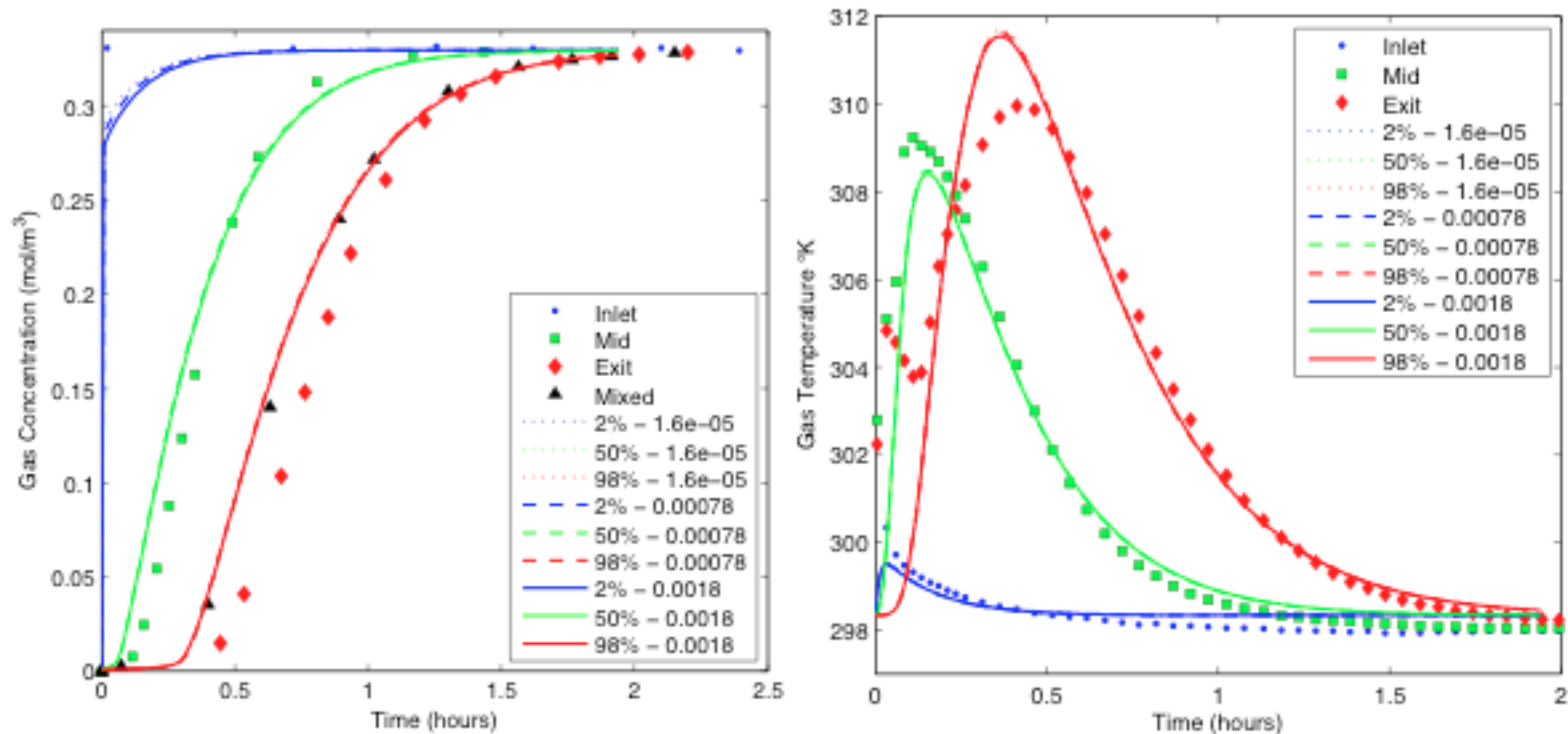 0.3
0.25
0.2
0.15
0.1
0.05
0
Gas Concentration (mol/m³)
Inlet
Mid
Exit
Mixed
2% − 1.6e−05
50% − 1.6e−05
98% − 1.6e−05
2% − 0.00078
50% − 0.00078
98% − 0.00078
2% − 0.0018
50% − 0.0018
98% − 0.0018
0 0.5 1 1.5 2 2.5
Time (hours)
312
310
308
306
304
302
300
298
Gas Temperature °K
Inlet
Mid
Exit
2% − 1.6e−05
50% − 1.6e−05
98% − 1.6e−05
2% − 0.00078
50% − 0.00078
98% − 0.00078
2% − 0.0018
50% − 0.0018
98% − 0.0018
0 0.5 1 1.5 2
Time (hours)